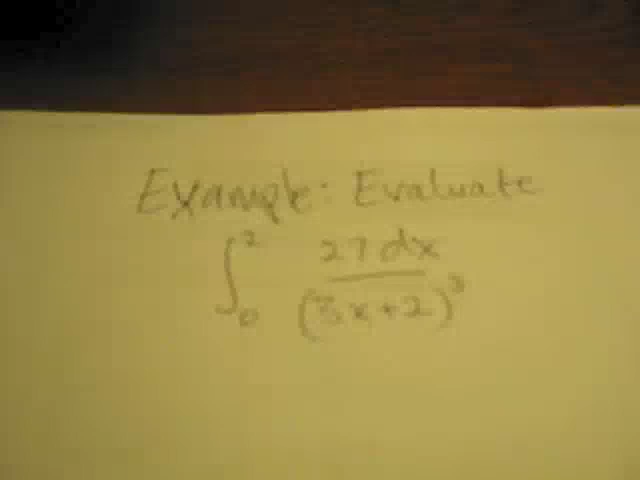 Example: Evaluate
∫₀² 27dx / (3x+2)³